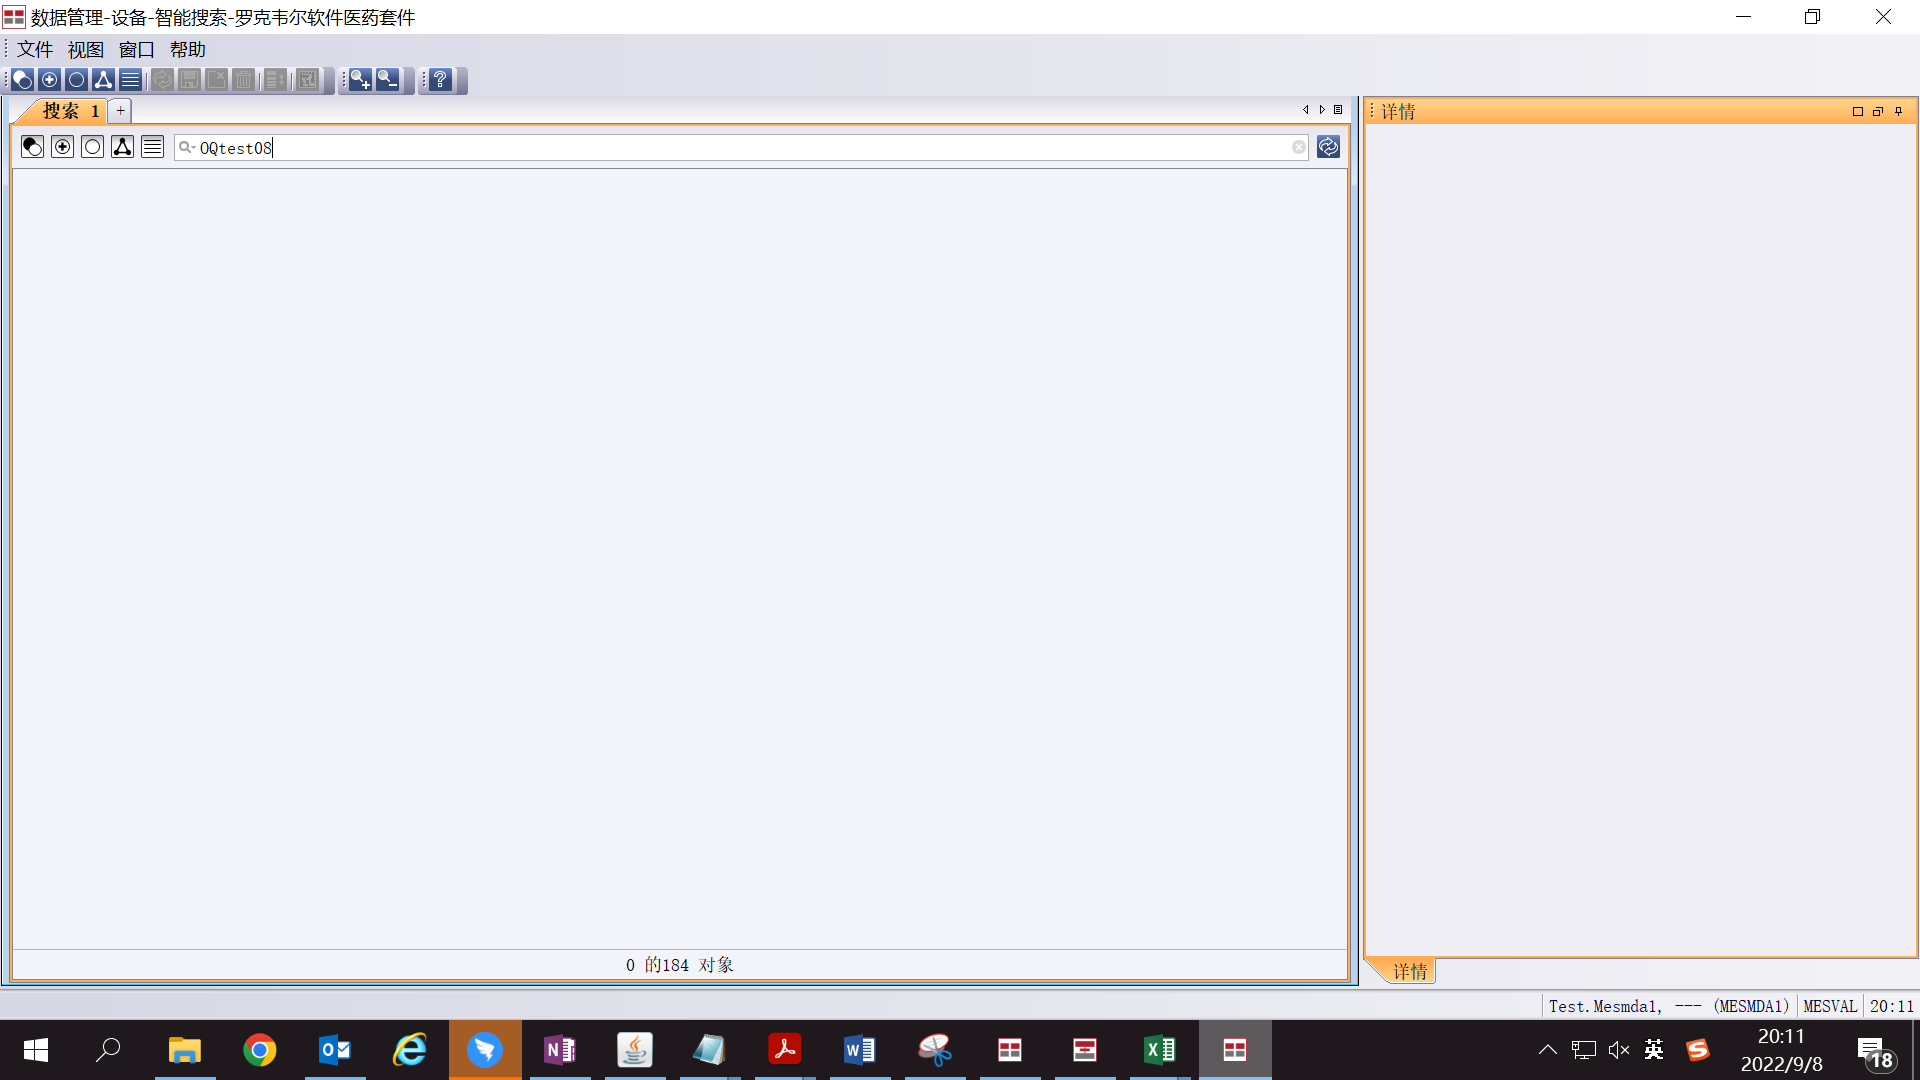 数据管理-设备-智能搜索-罗克韦尔软件医药套件
文件 视图 窗口 帮助
搜索 1 +
详情
OQtest08
0 的184 对象
详情
Test.Mesmda1, --- (MESMDA1) MESVAL 20:11
英
20:11
2022/9/8
18